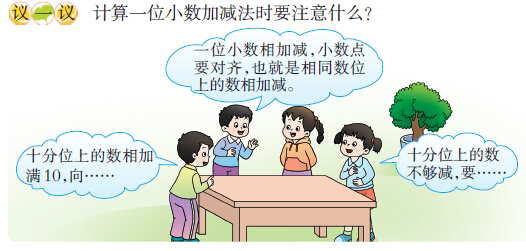 议一议 计算一位小数加减法时要注意什么?
一位小数相加减,小数点
要对齐,也就是相同数位
上的数相加减。
十分位上的数相加
满10,向……
十分位上的数
不够减,要……